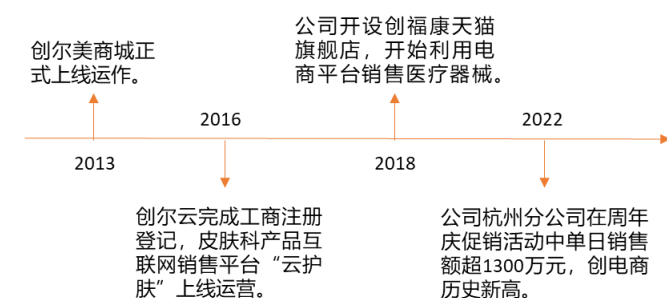 创尔美商城正
式上线运作。
公司开设创福康天猫
旗舰店，开始利用电
商平台销售医疗器械。
2016
2022
2013
2018
创尔云完成工商注册
登记，皮肤科产品互
联网销售平台“云护
肤”上线运营。
公司杭州分公司在周年
庆促销活动中单日销售
额超1300万元，创电商
历史新高。